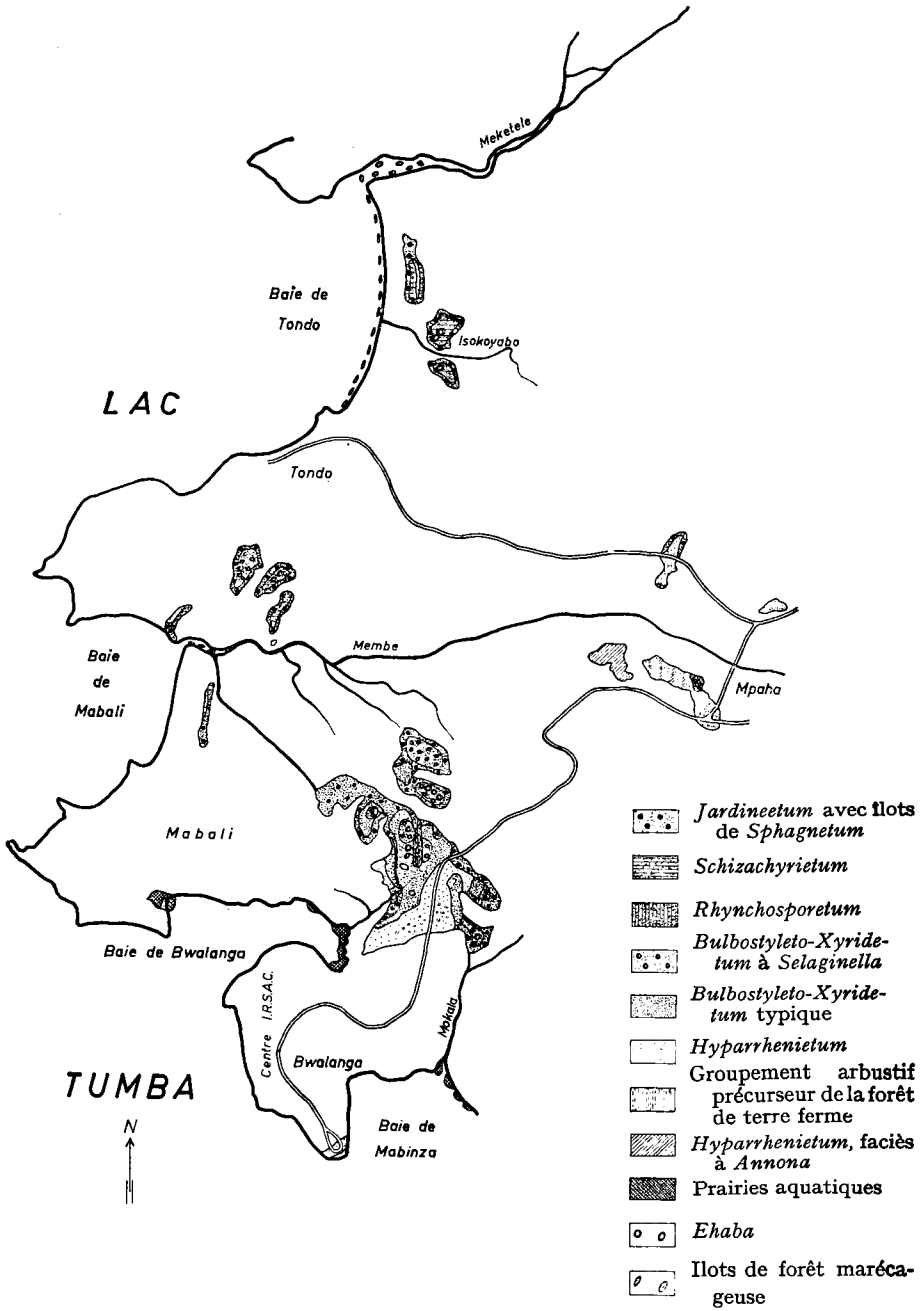 Meketele
Baie de
Tondo
Isokoyabo
LAC
Tondo
Membe
Baie
de
Mabali
Mpaha
Mabali
Baie de Bwalanga
Centre I.R.S.A.C.
Bwalanga
Mokala
TUMBA
N
Baie de
Mabinza
Jardineetum avec îlots
de Sphagnetum
Schizachyrietum
Rhynchosporetum
Bulbostyleto-Xyride-
tum à Selaginella
Bulbostyleto-Xyride-
tum typique
Hyparrhenietum
Groupement arbustif
précurseur de la forêt
de terre ferme
Hyparrhenietum, faciès
à Annona
Prairies aquatiques
Ehaba
Ilots de forêt maréca-
geuse